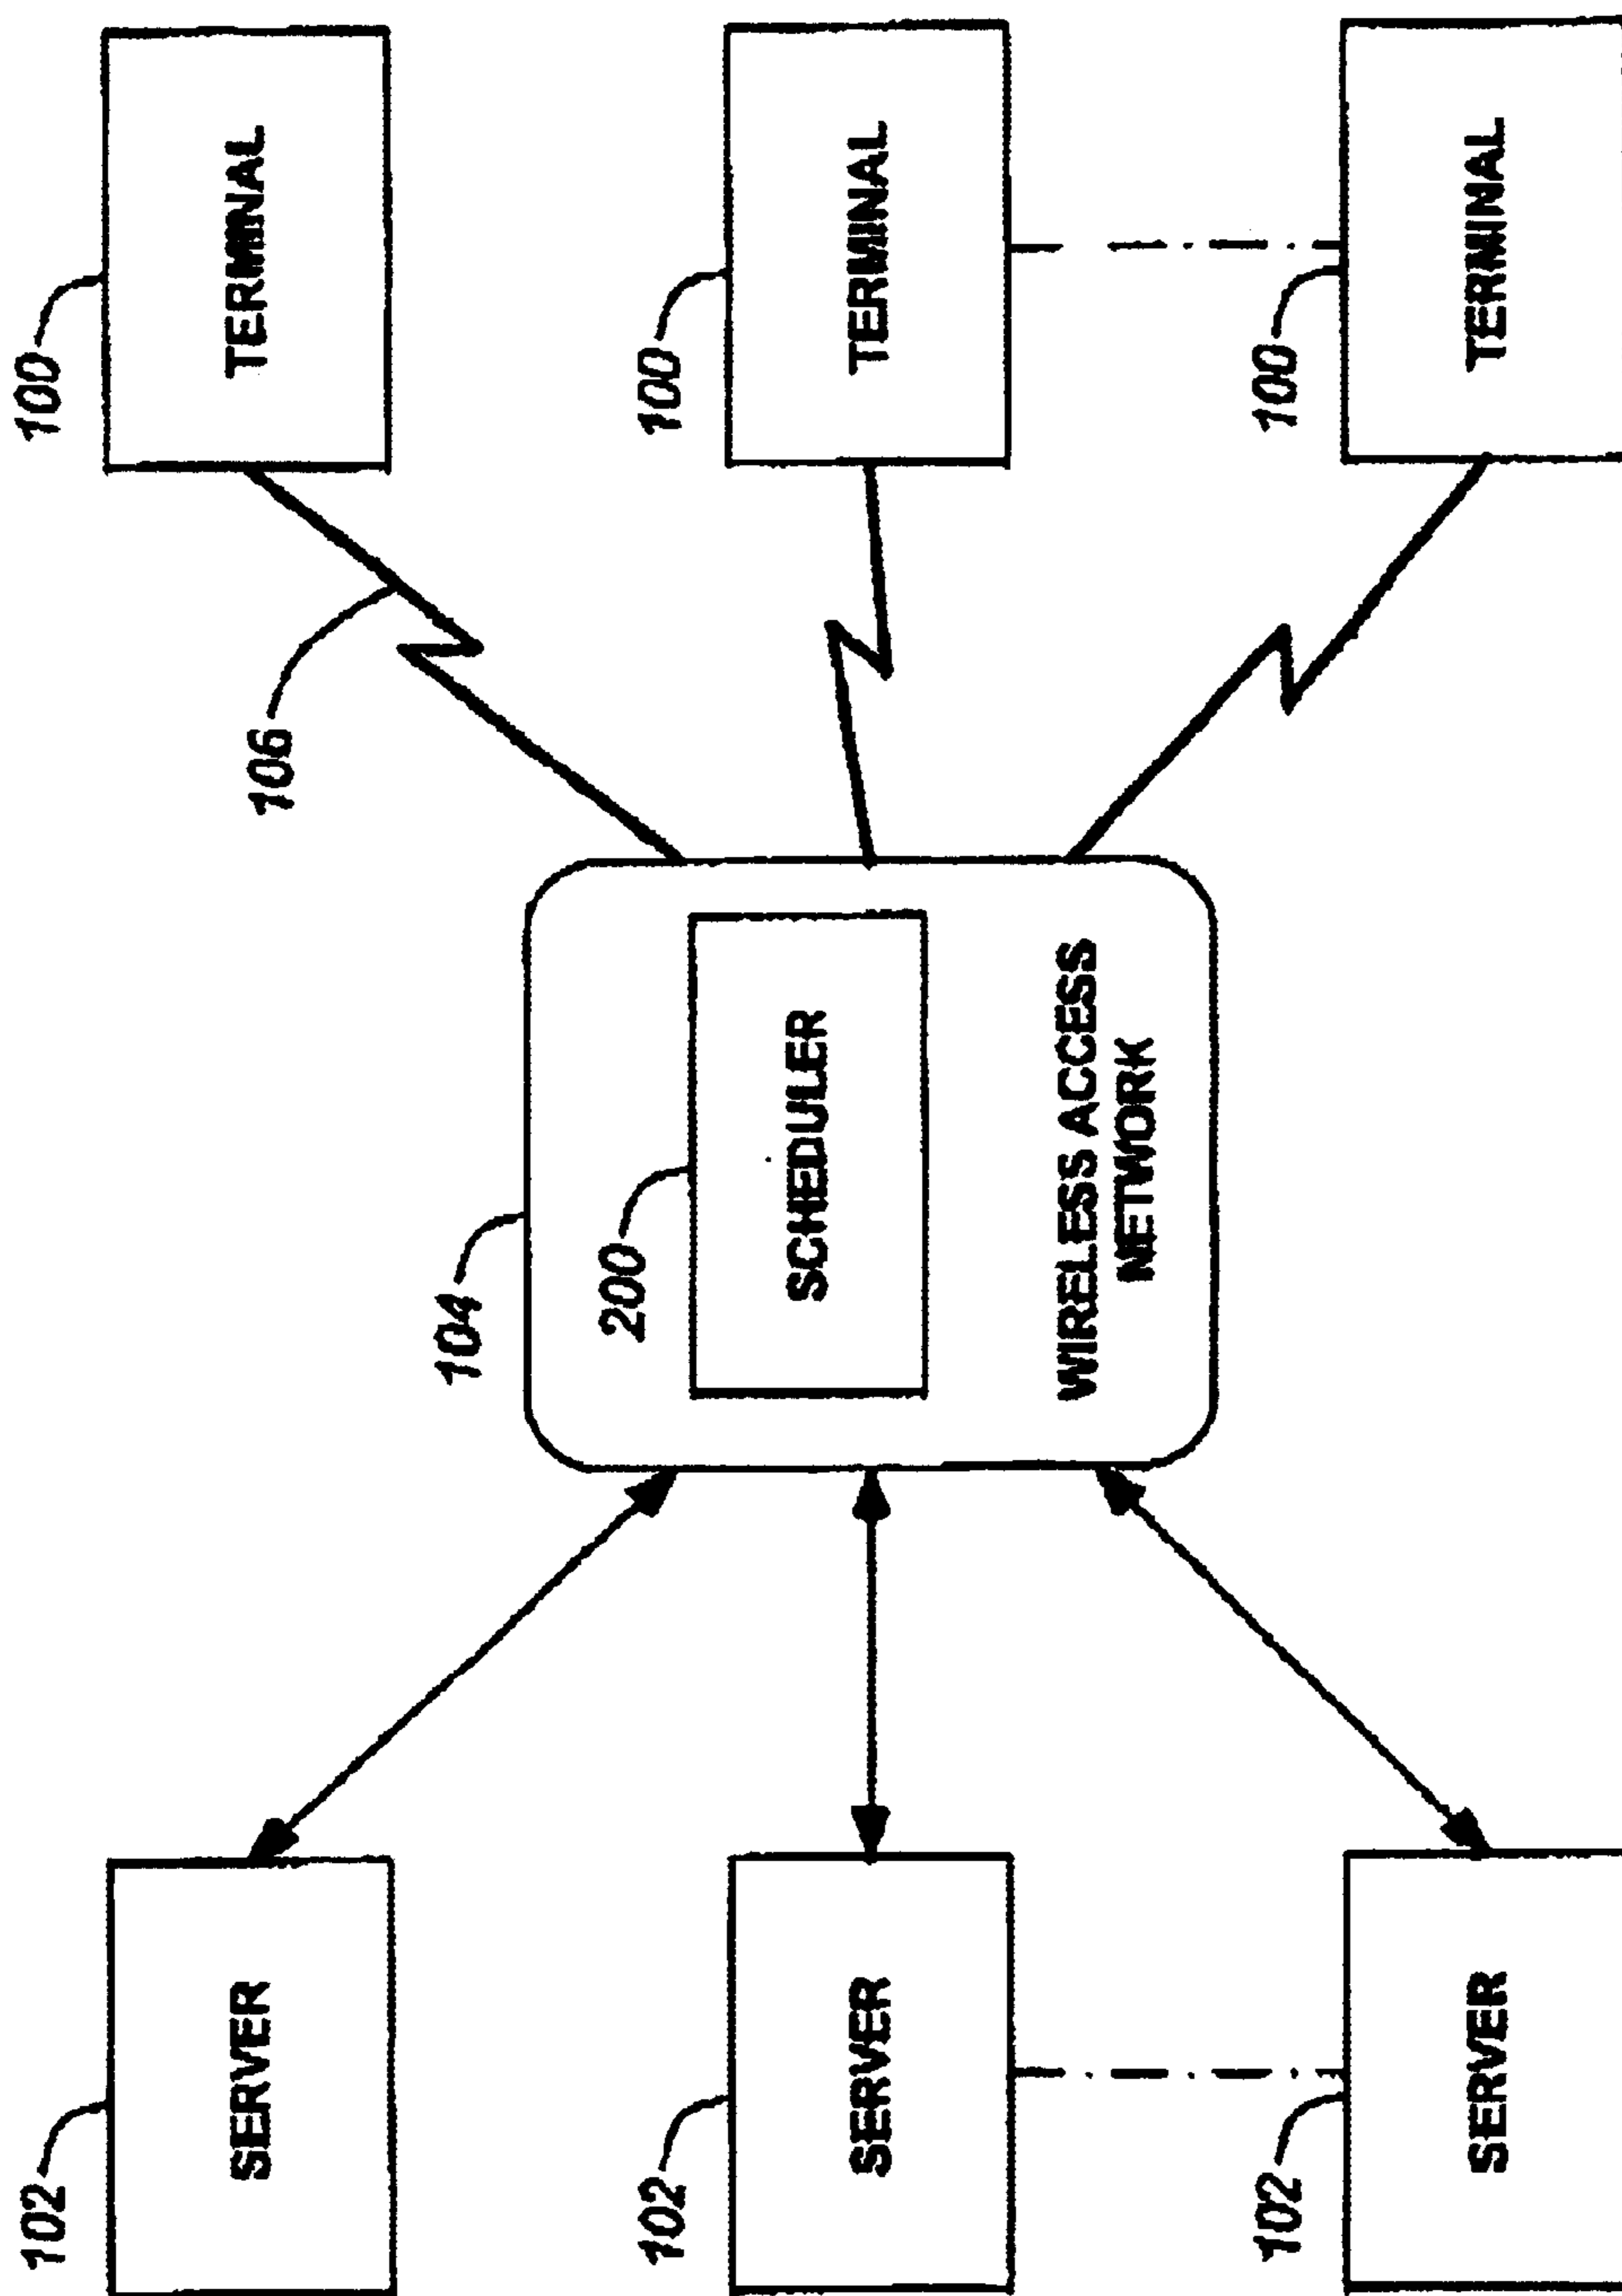 102
SERVER
102
SERVER
102
SERVER
104
200
SCHEDULER
WIRELESS ACCESS
NETWORK
106
100
TERMINAL
100
TERMINAL
100
TERMINAL